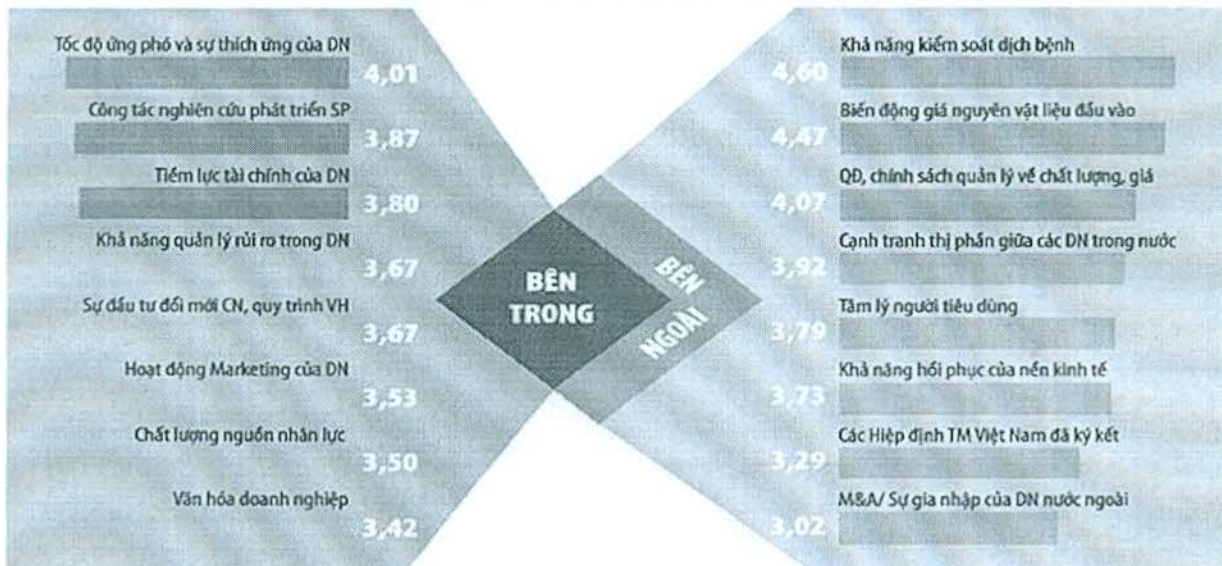 Tốc độ ứng phó và sự thích ứng của DN
4,01
Công tác nghiên cứu phát triển SP
3,87
Tiềm lực tài chính của DN
3,80
Khả năng quản lý rủi ro trong DN
3,67
Sự đầu tư đổi mới CN, quy trình VH
3,67
Hoạt động Marketing của DN
3,53
Chất lượng nguồn nhân lực
3,50
Văn hóa doanh nghiệp
3,42
BÊN
TRONG
BÊN
NGOÀI
Khả năng kiểm soát dịch bệnh
4,60
Biến động giá nguyên vật liệu đầu vào
4,47
QĐ, chính sách quản lý về chất lượng, giá
4,07
Cạnh tranh thị phần giữa các DN trong nước
3,92
Tâm lý người tiêu dùng
3,79
Khả năng hồi phục của nền kinh tế
3,73
Các Hiệp định TM Việt Nam đã ký kết
3,29
M&A/ Sự gia nhập của DN nước ngoài
3,02